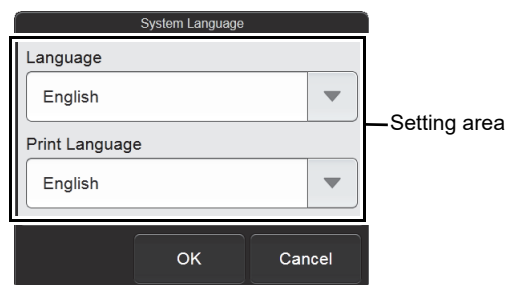 System Language
Language
English
Setting area
Print Language
English
OK
Cancel